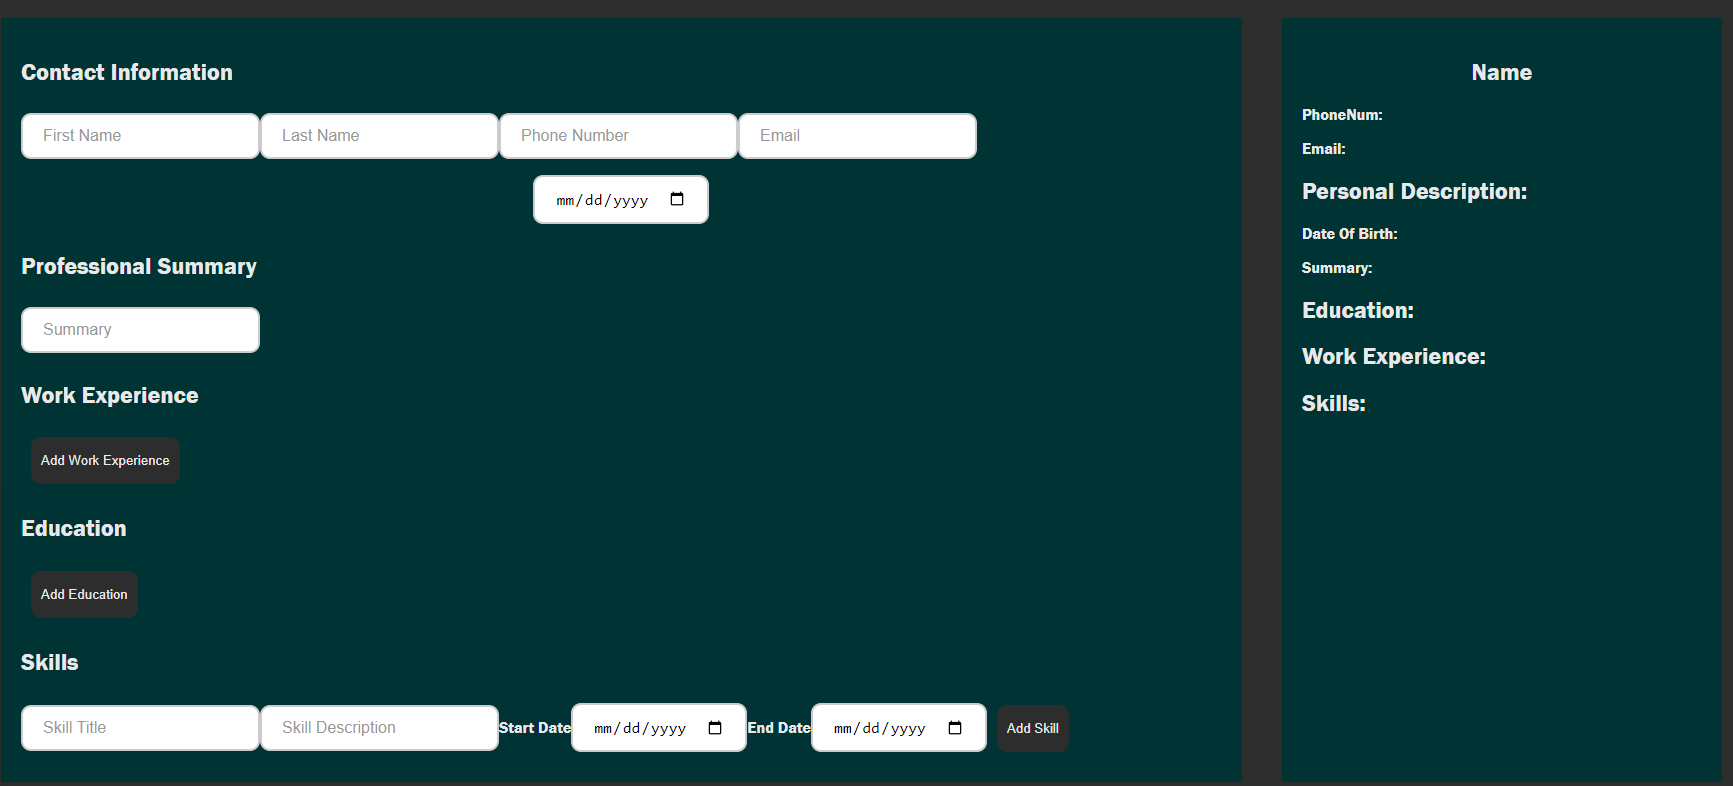 Contact Information
First Name Last Name Phone Number Email
mm/dd/yyyy
Professional Summary
Summary
Work Experience
Add Work Experience
Education
Add Education
Skills
Skill Title Skill Description Start Date mm/dd/yyyy End Date mm/dd/yyyy Add Skill
Name
PhoneNum:
Email:
Personal Description:
Date Of Birth:
Summary:
Education:
Work Experience:
Skills: